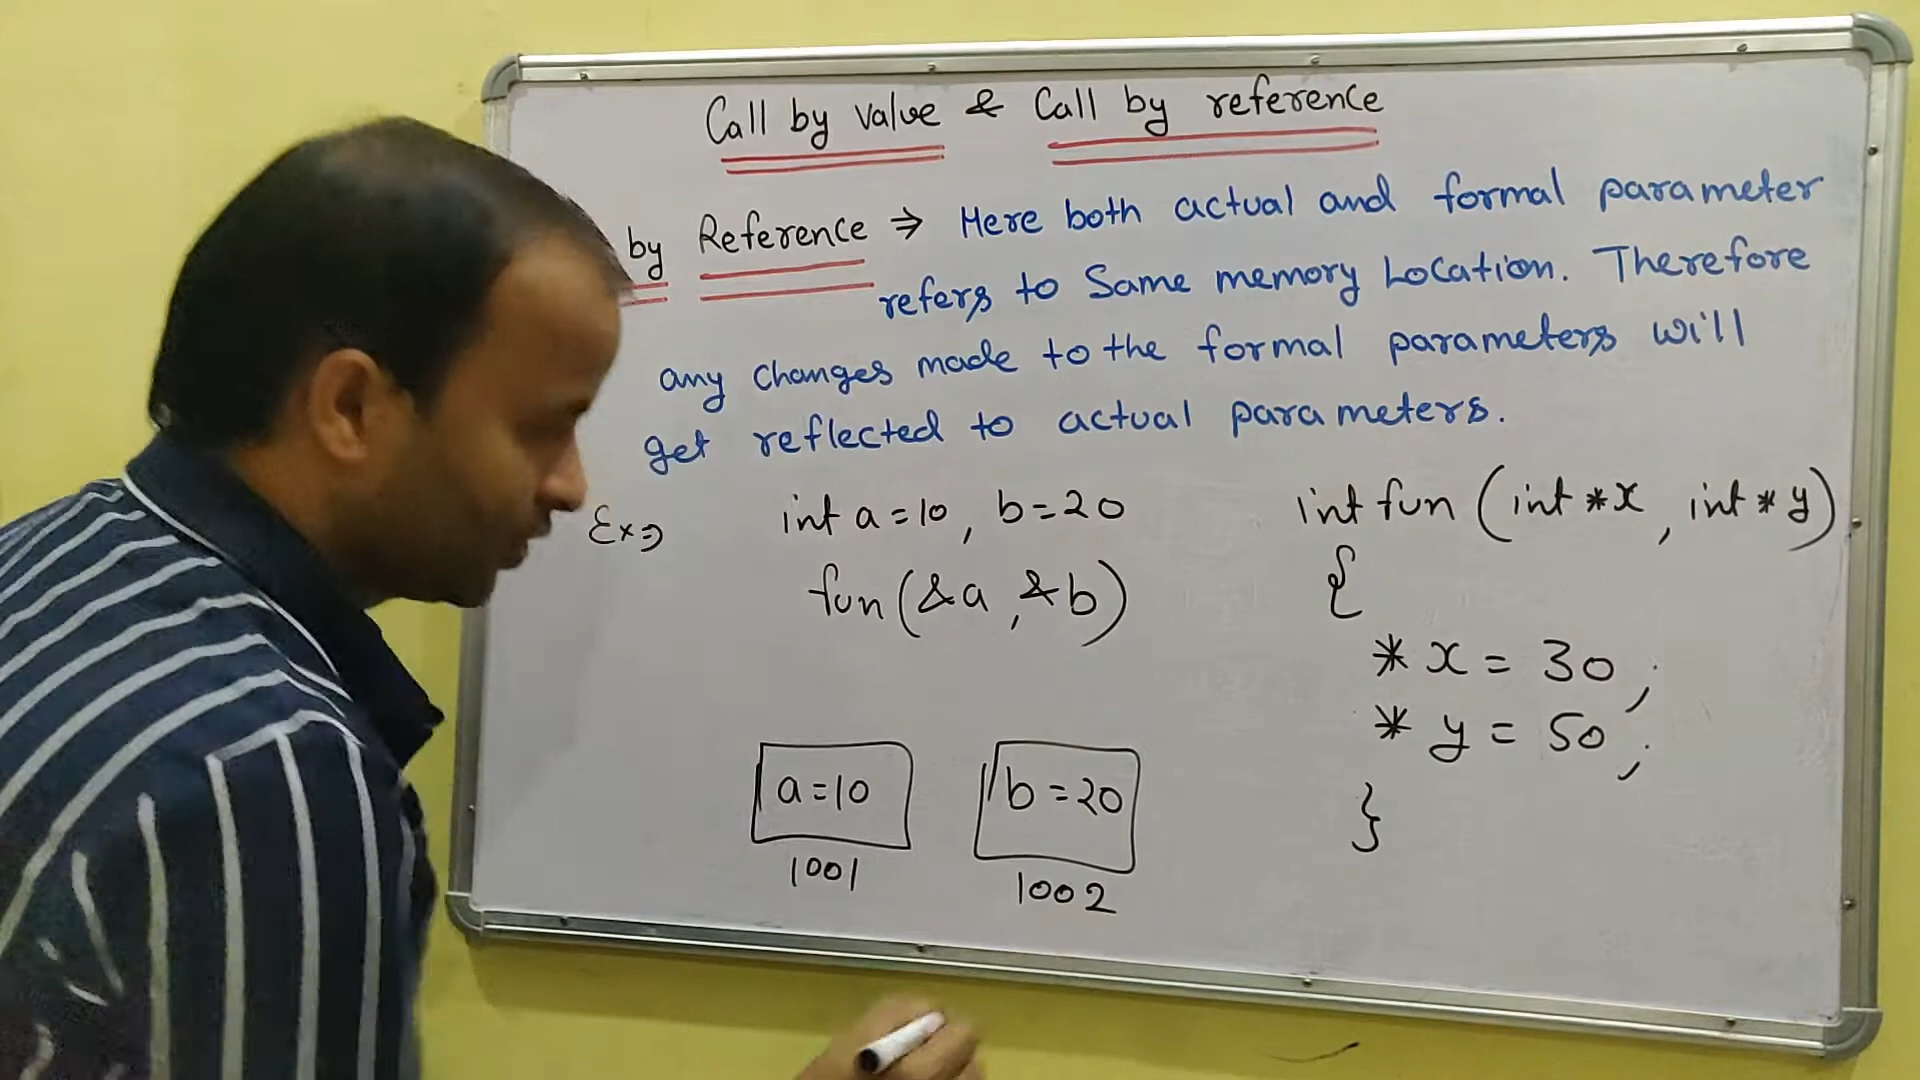 Call by value & Call by reference
by Reference ⇒ Here both actual and formal parameter
refers to Same memory Location. Therefore
any changes made to the formal parameters will
get reflected to actual parameters.
Ex⇒ int a=10, b=20
fun(&a, &b)
int fun (int *x, int *y)
{
*x = 30;
*y = 50;
}
a=10
b=20
1001
1002